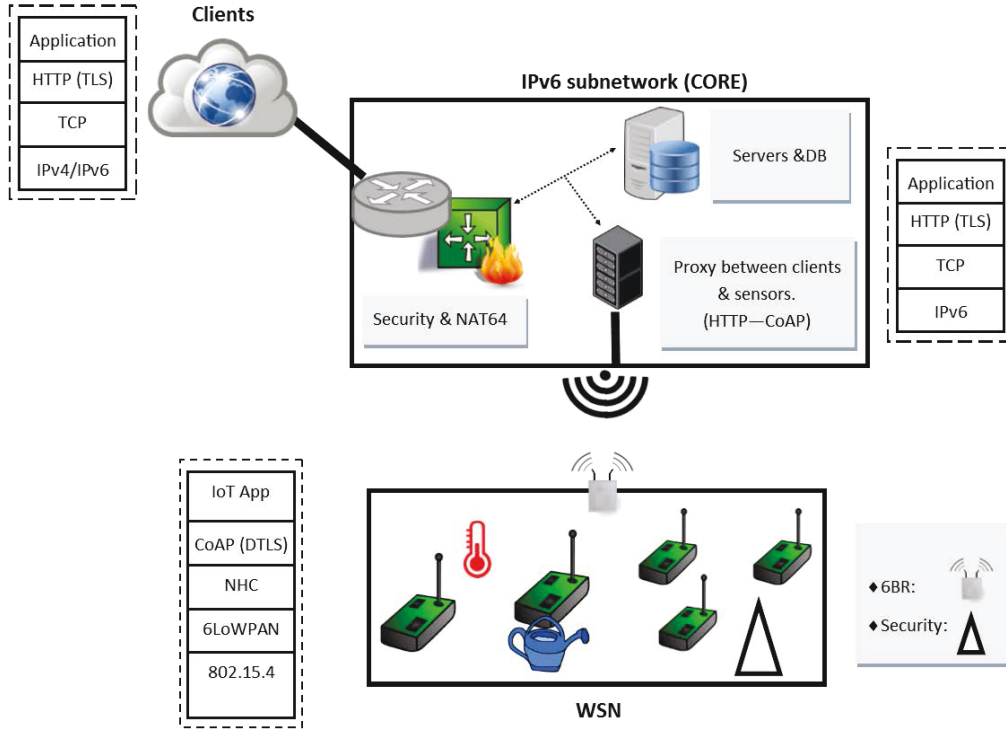 Clients
Application
HTTP (TLS)
TCP
IPv4/IPv6
IPv6 subnetwork (CORE)
Servers &DB
Security & NAT64
Proxy between clients
& sensors.
(HTTP—CoAP)
Application
HTTP (TLS)
TCP
IPv6
IoT App
CoAP (DTLS)
NHC
6LoWPAN
802.15.4
WSN
♦ 6BR:
♦ Security: